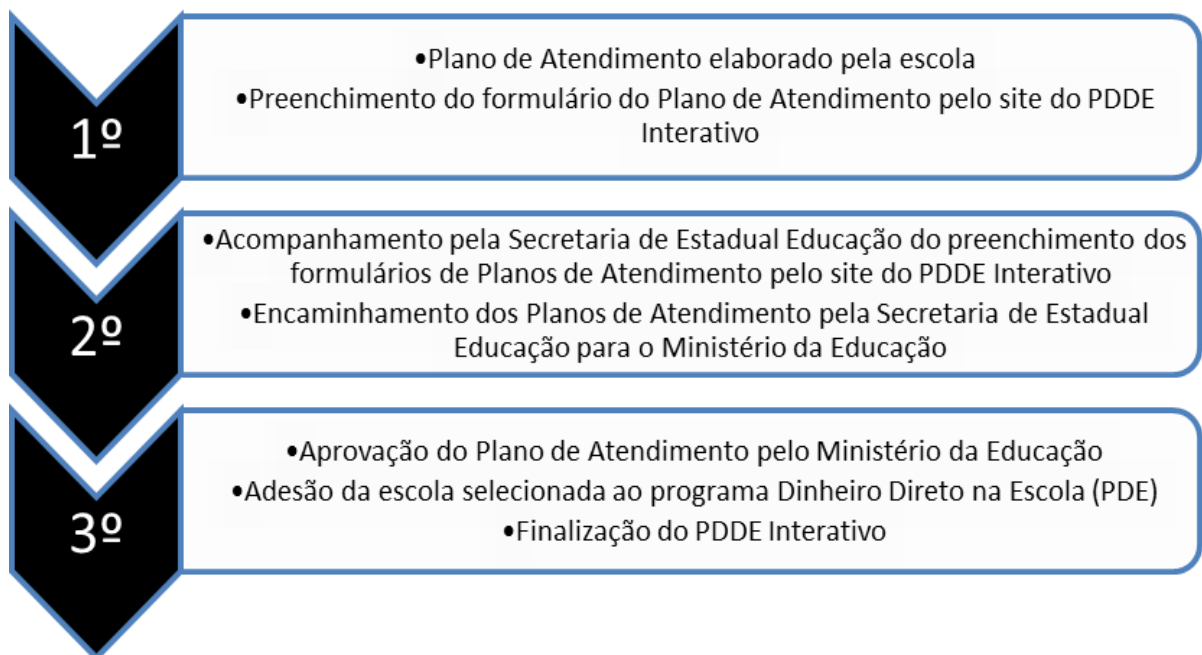 1º
•Plano de Atendimento elaborado pela escola
•Preenchimento do formulário do Plano de Atendimento pelo site do PDDE
Interativo
2º
•Acompanhamento pela Secretaria de Estadual Educação do preenchimento dos
formulários de Planos de Atendimento pelo site do PDDE Interativo
•Encaminhamento dos Planos de Atendimento pela Secretaria de Estadual
Educação para o Ministério da Educação
3º
•Aprovação do Plano de Atendimento pelo Ministério da Educação
•Adesão da escola selecionada ao programa Dinheiro Direto na Escola (PDE)
•Finalização do PDDE Interativo